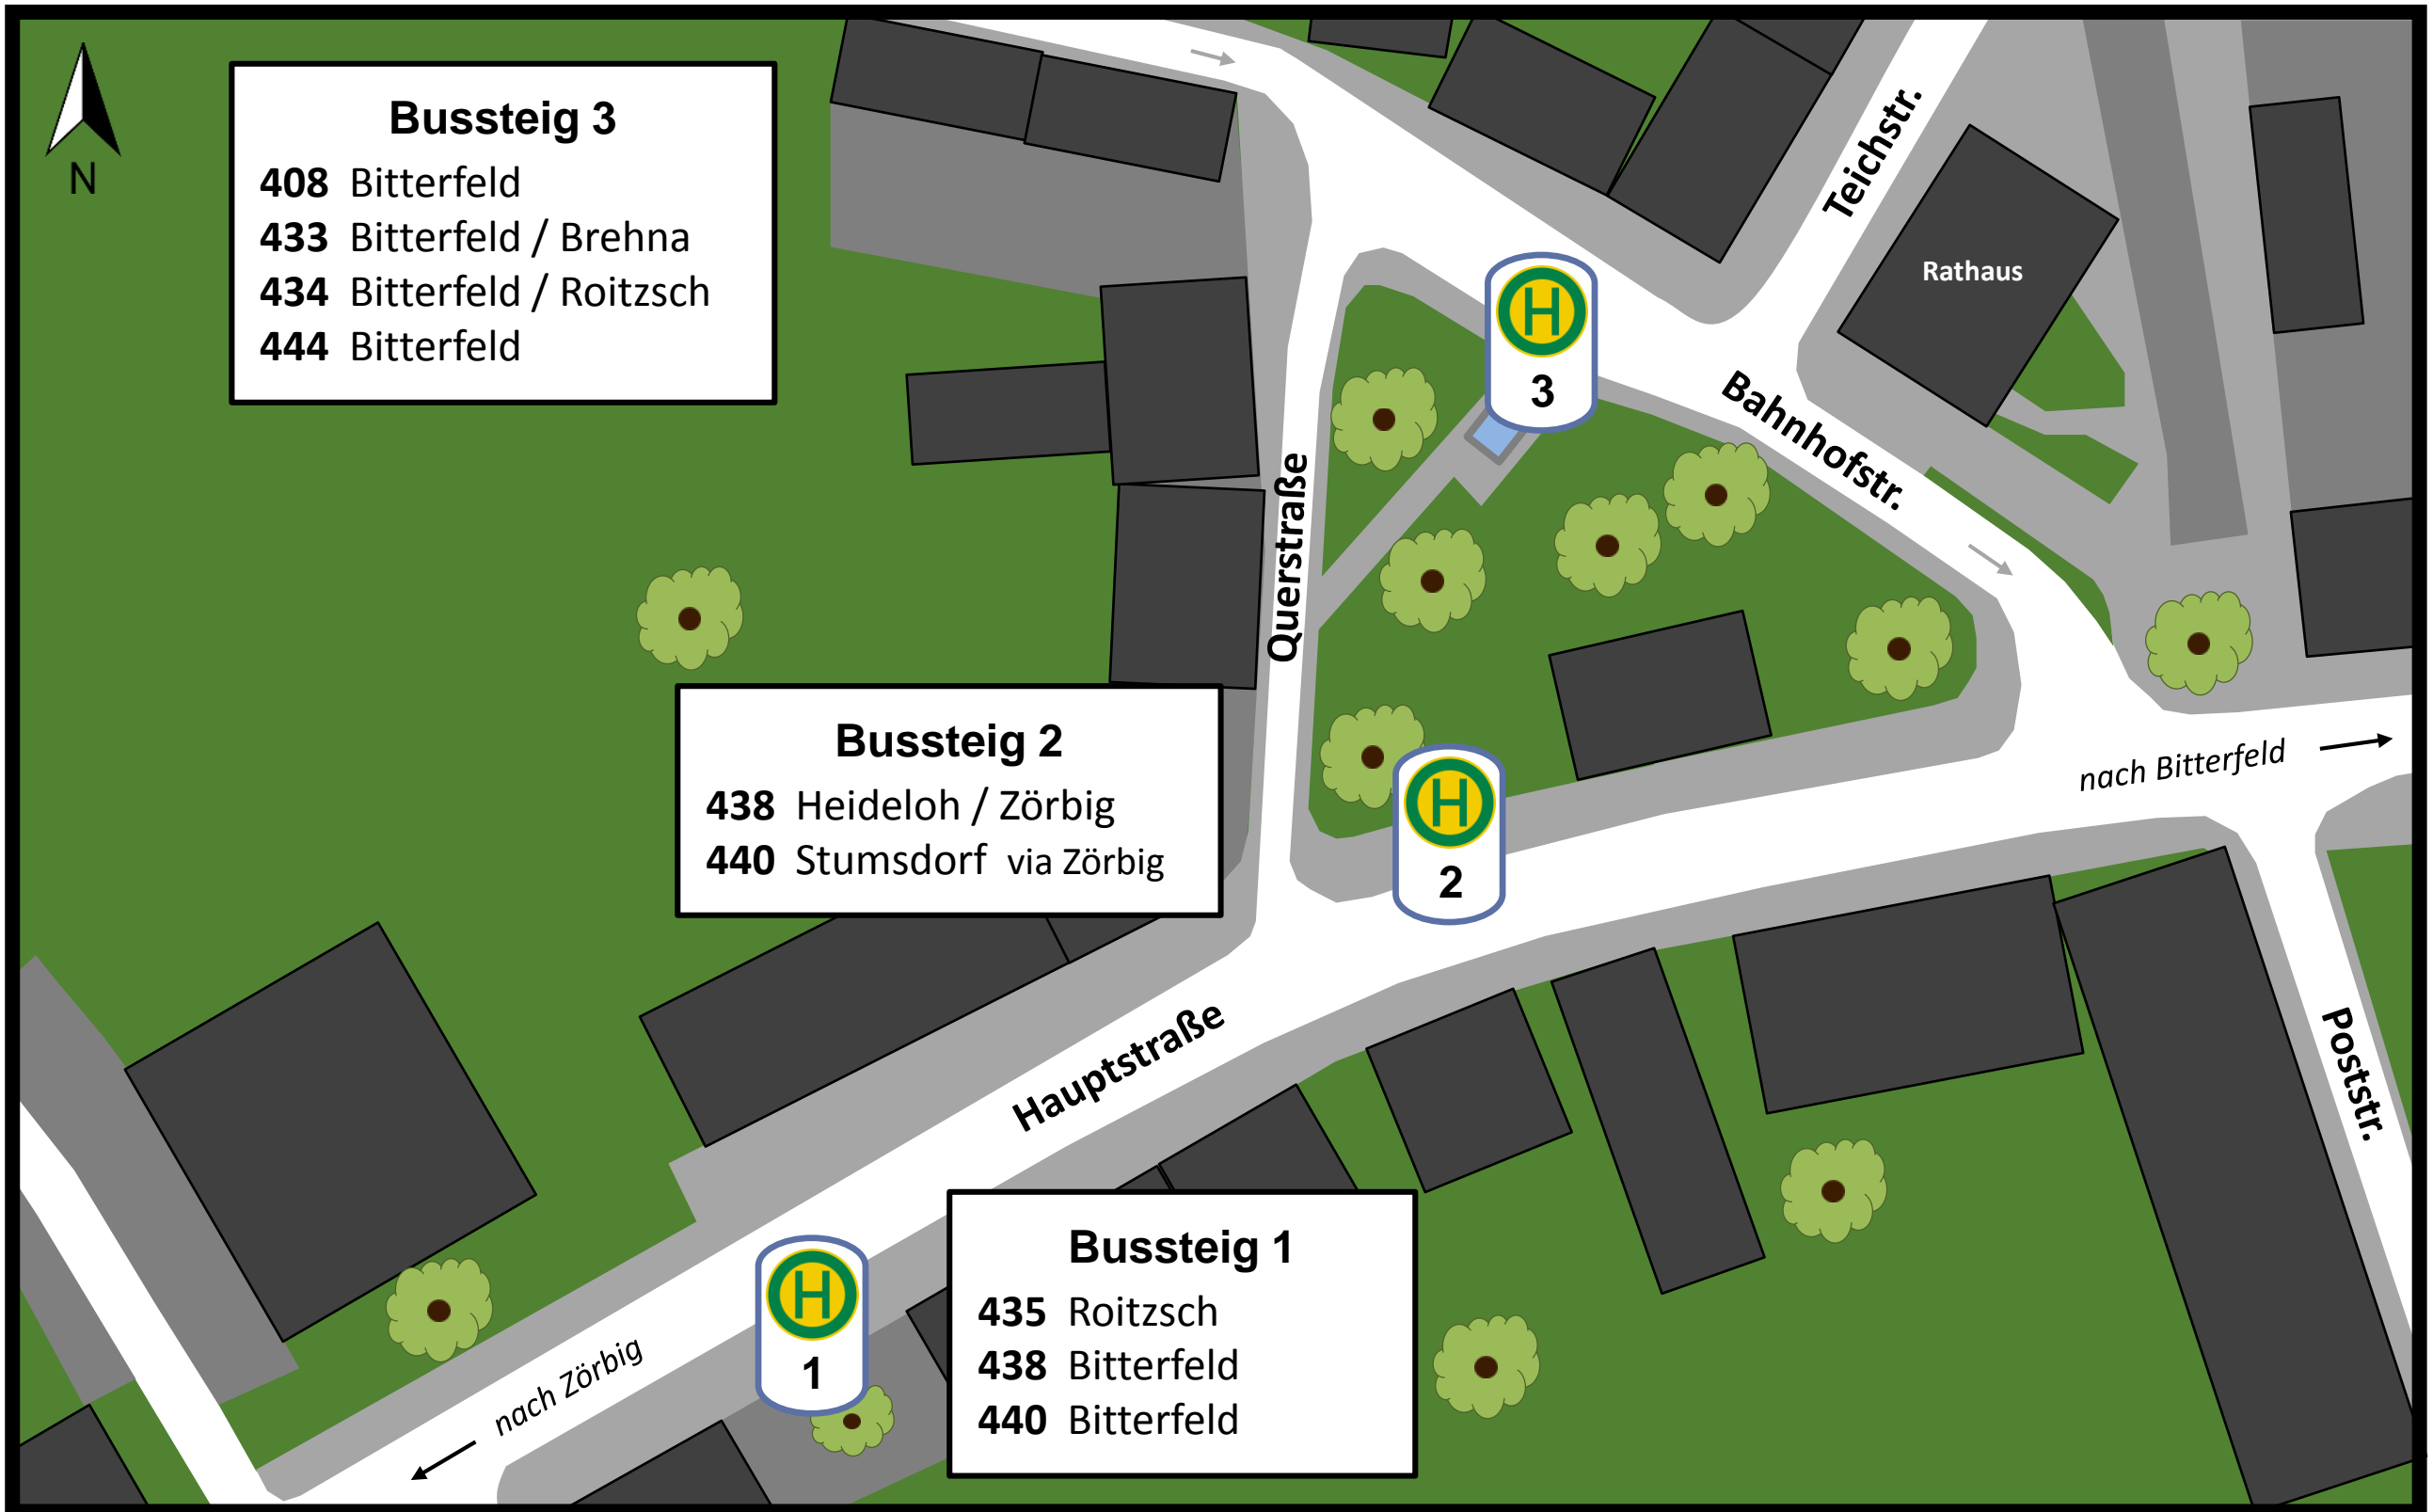 N
Bussteig 3
408 Bitterfeld
433 Bitterfeld / Brehna
434 Bitterfeld / Roitzsch
444 Bitterfeld
Teichstr.
Rathaus
H
3
Bahnhofstr.
Querstraße
Bussteig 2
438 Heideloh / Zörbig
440 Stumsdorf via Zörbig
H
2
nach Bitterfeld
Hauptstraße
Poststr.
H
1
nach Zörbig
Bussteig 1
435 Roitzsch
438 Bitterfeld
440 Bitterfeld